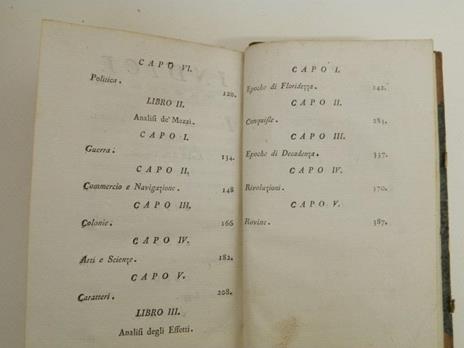 CAPO VI.
Politica. 120.
LIBRO II.
Analisi de' Mezzi.
CAPO I.
Guerra. 134.
CAPO II.
Commercio e Navigazione. 148
CAPO III.
Colonie. 166
CAPO IV.
Arti e Scienze. 182.
CAPO V.
Caratteri. 208.
LIBRO III.
Analisi degli Effetti.
CAPO I.
Epoche di Floridezza. 242.
CAPO II.
Conquiste. 283.
CAPO III.
Epoche di Decadenza. 337.
CAPO IV.
Rivoluzioni. 370.
CAPO V.
Rovine. 387.